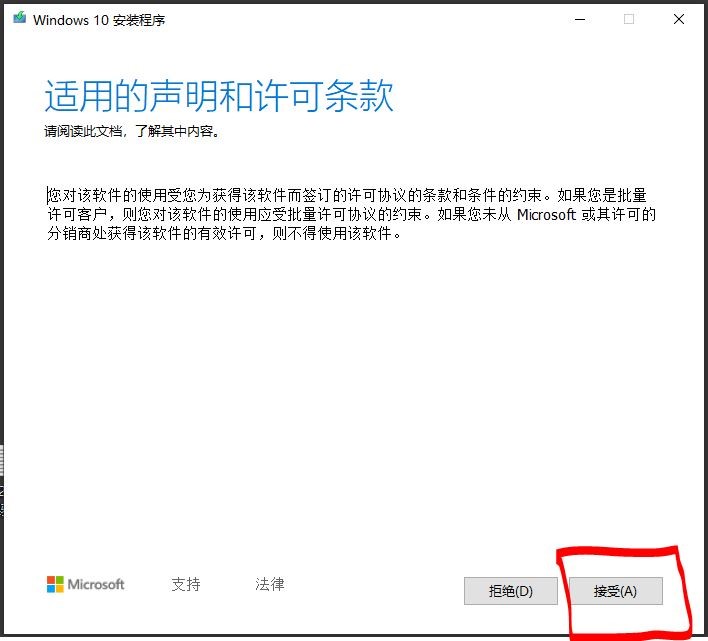 Windows 10 安装程序
适用的声明和许可条款
请阅读此文档，了解其中内容。
您对该软件的使用受您为获得该软件而签订的许可协议的条款和条件的约束。如果您是批量
许可客户，则您对该软件的使用应受批量许可协议的约束。如果您未从 Microsoft 或其许可的
分销商处获得该软件的有效许可，则不得使用该软件。
Microsoft 支持 法律 拒绝(D) 接受(A)